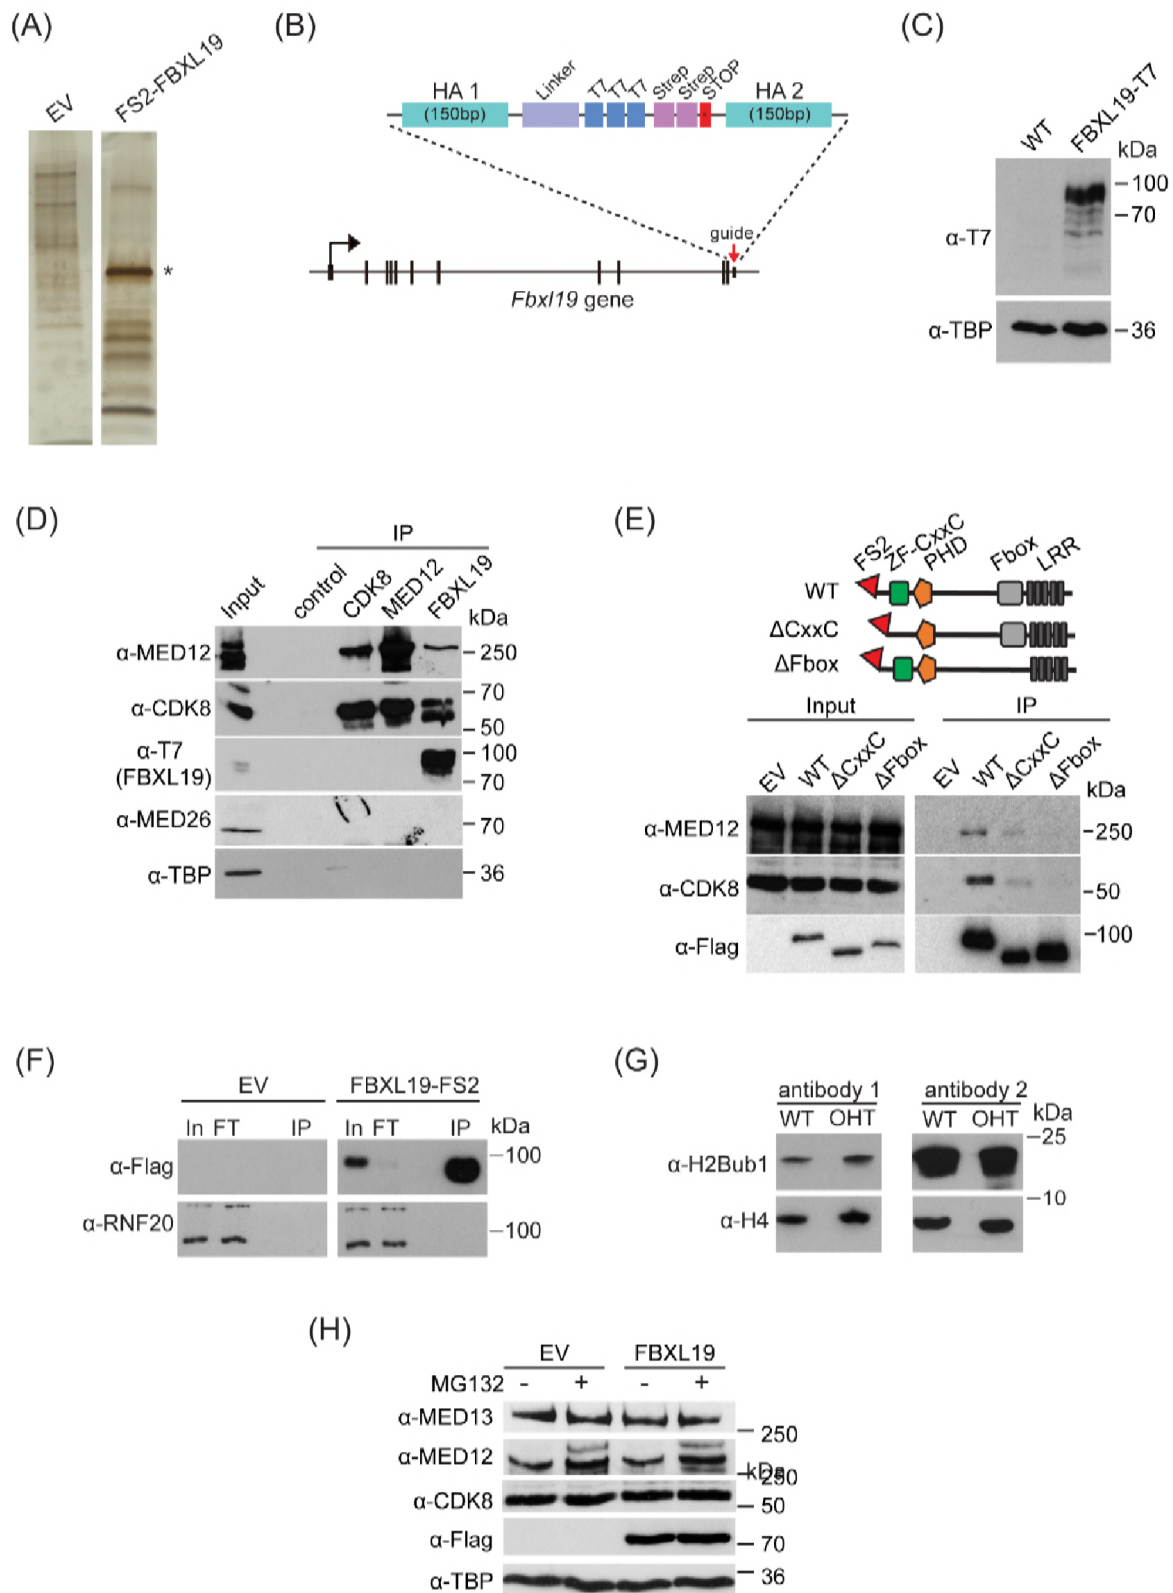 (A)
EV
FS2-FBXL19
*
(B)
HA 1
(150bp)
Linker
T7
T7
T7
Strep
Strep
STOP
HA 2
(150bp)
guide
Fbxl19 gene
(C)
WT
FBXL19-T7
kDa
100
70
α-T7
α-TBP
36
(D)
IP
Input
control
CDK8
MED12
FBXL19
kDa
α-MED12
250
70
α-CDK8
50
α-T7
(FBXL19)
100
70
α-MED26
70
α-TBP
36
(E)
FS2
ZF-CxxC
PHD
Fbox
LRR
WT
ΔCxxC
ΔFbox
Input
IP
EV
WT
ΔCxxC
ΔFbox
EV
WT
ΔCxxC
ΔFbox
kDa
α-MED12
250
α-CDK8
50
α-Flag
100
(F)
EV
FBXL19-FS2
In FT IP
In FT IP
kDa
α-Flag
100
α-RNF20
100
(G)
antibody 1
antibody 2
WT OHT
WT OHT
kDa
25
α-H2Bub1
10
α-H4
(H)
EV
FBXL19
MG132 - + - +
α-MED13
250
α-MED12
kDa
250
α-CDK8
50
α-Flag
70
α-TBP
36